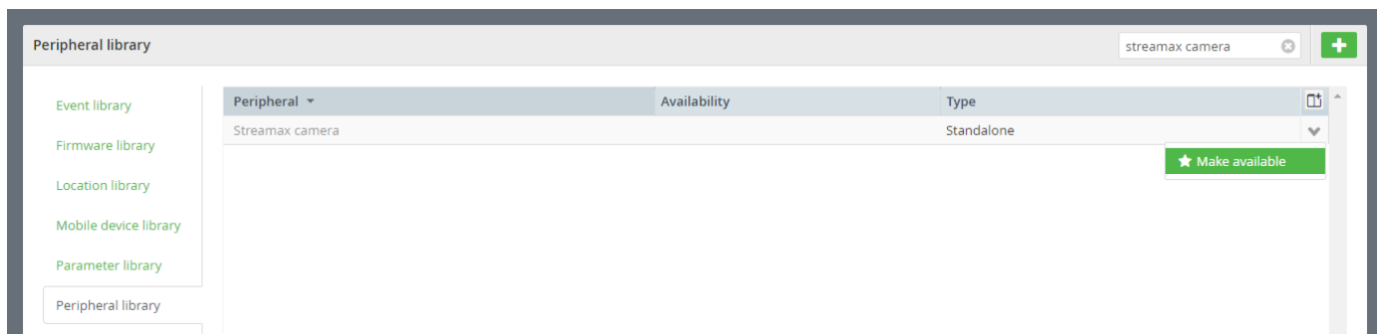 Peripheral library
streamax camera
Event library
Firmware library
Location library
Mobile device library
Parameter library
Peripheral library
Peripheral Availability Type
Streamax camera Standalone
Make available